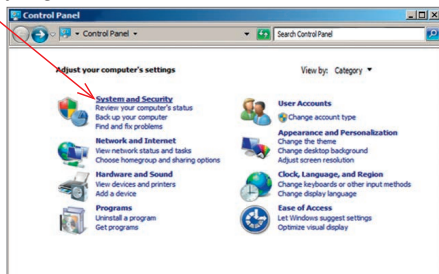 Control Panel
Control Panel
Search Control Panel
Adjust your computer's settings
View by: Category
System and Security
Review your computer's status
Back up your computer
Find and fix problems
Network and Internet
View network status and tasks
Choose homegroup and sharing options
Hardware and Sound
View devices and printers
Add a device
Programs
Uninstall a program
Get programs
User Accounts
Change account type
Appearance and Personalization
Change the theme
Change desktop background
Adjust screen resolution
Clock, Language, and Region
Change keyboards or other input methods
Change display language
Ease of Access
Let Windows suggest settings
Optimize visual display